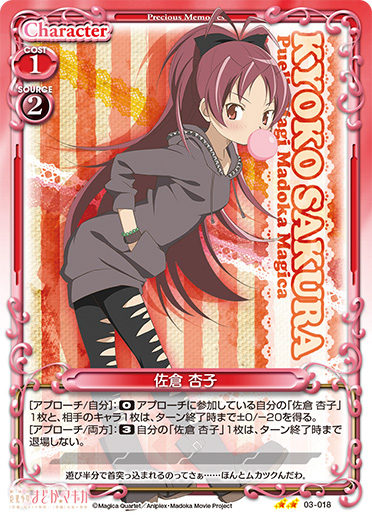 Precious Memories
Character
COST
1
SOURCE
2
KYOKO SAKURA
Puella Magi Madoka Magica
佐倉 杏子
[アプローチ/自分]: 0 アプローチに参加している自分の「佐倉 杏子」
1枚と、相手のキャラ1枚は、ターン終了時まで±0/−20を得る。
[アプローチ/両方]: 3 自分の「佐倉 杏子」1枚は、ターン終了時まで
退場しない。
遊び半分で首突っ込まれるのってさぁ……ほんとムカツクんだわ。
まどかマギカ
©Magica Quartet／Aniplex・Madoka Movie Project
03-018